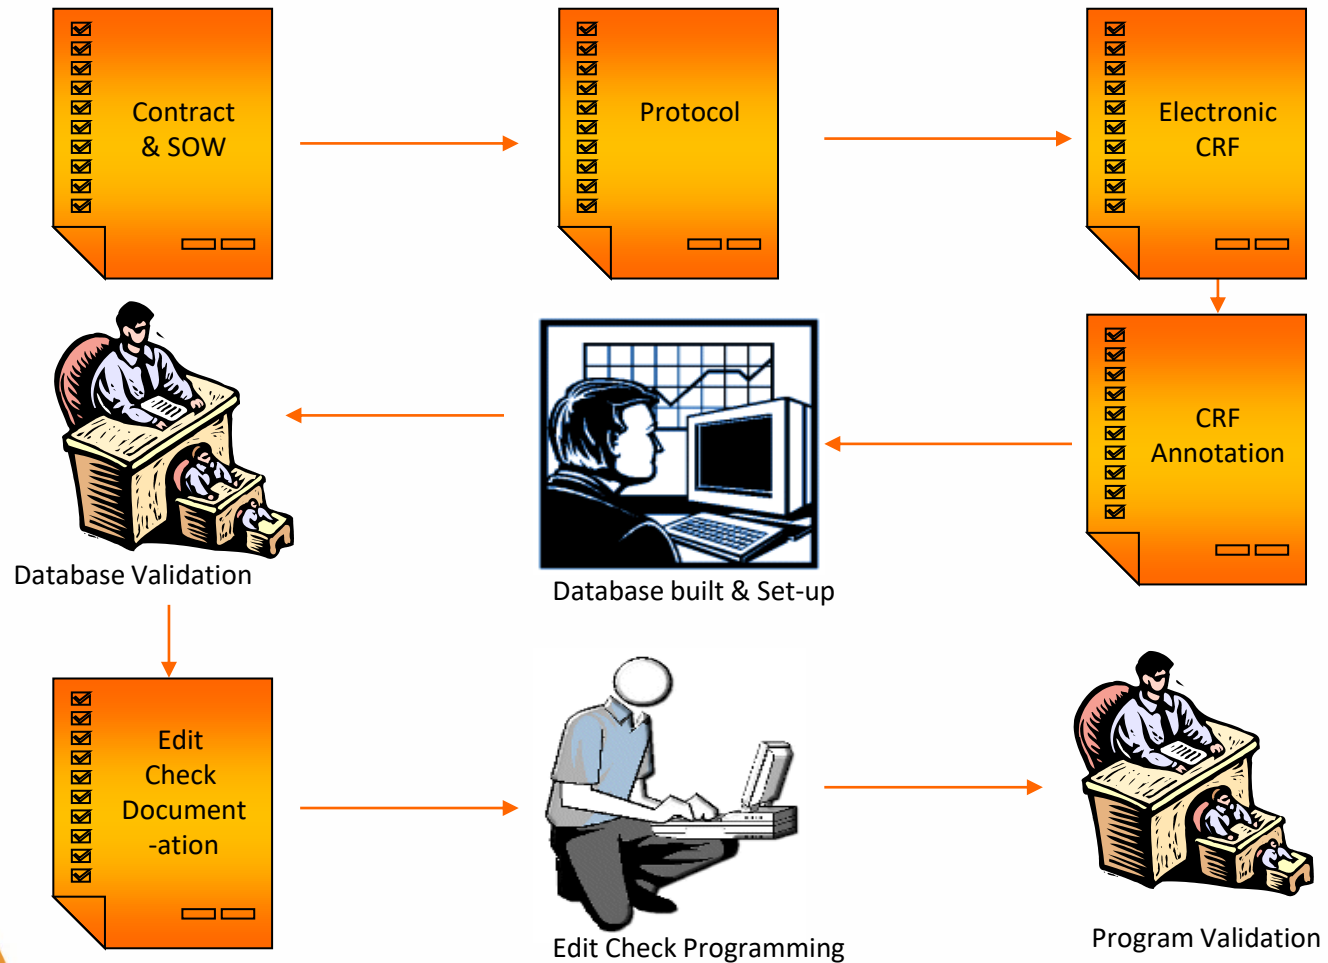 Contract
& SOW
Protocol
Electronic
CRF
CRF
Annotation
Database built & Set-up
Database Validation
Edit
Check
Document
-ation
Edit Check Programming
Program Validation